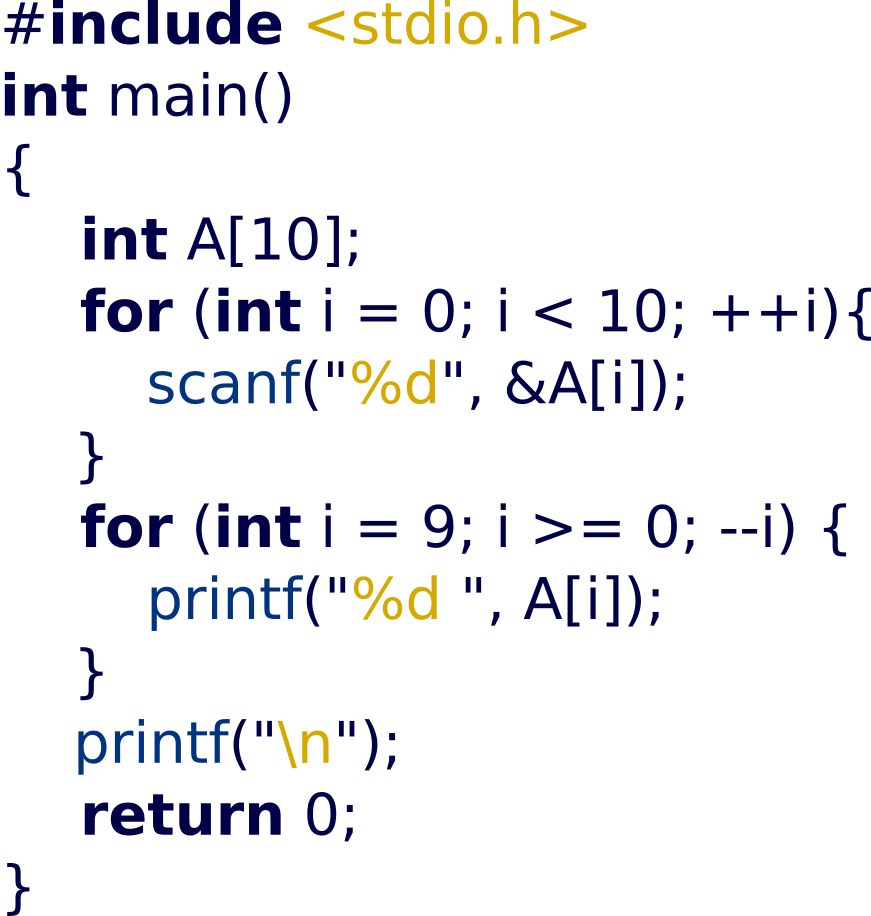 #include <stdio.h>
int main()
{
int A[10];
for (int i = 0; i < 10; ++i){
scanf("%d", &A[i]);
}
for (int i = 9; i >= 0; --i) {
printf("%d ", A[i]);
}
printf("\n");
return 0;
}